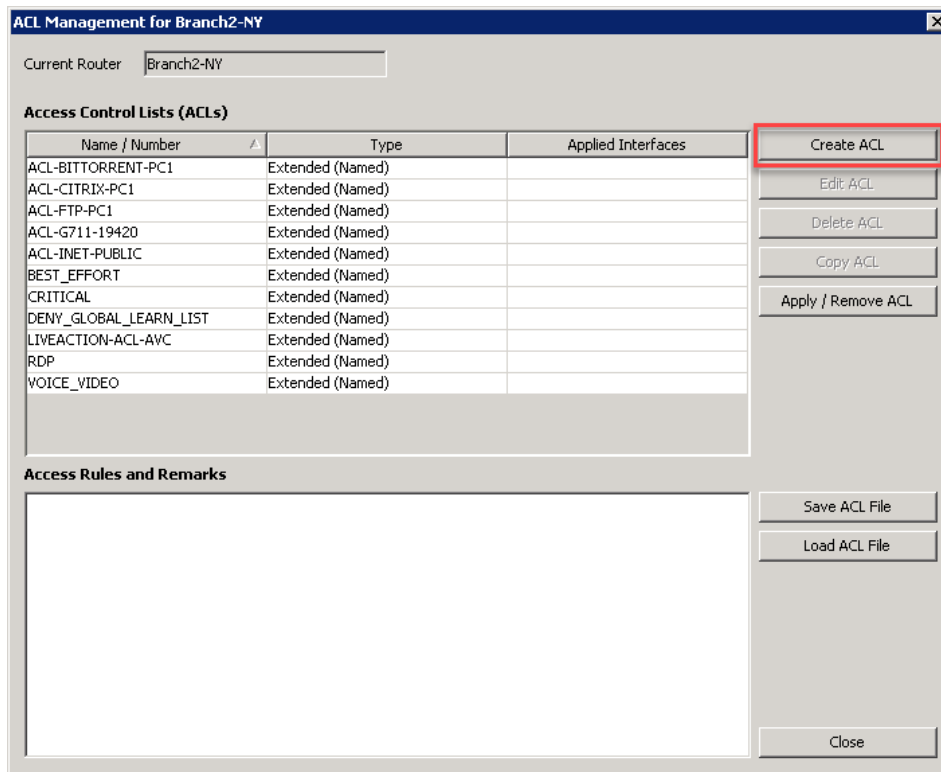 ACL Management for Branch2-NY
Current Router Branch2-NY
Access Control Lists (ACLs)
Name / Number Type Applied Interfaces
ACL-BITTORRENT-PC1 Extended (Named)
ACL-CITRIX-PC1 Extended (Named)
ACL-FTP-PC1 Extended (Named)
ACL-G711-19420 Extended (Named)
ACL-INET-PUBLIC Extended (Named)
BEST_EFFORT Extended (Named)
CRITICAL Extended (Named)
DENY_GLOBAL_LEARN_LIST Extended (Named)
LIVEACTION-ACL-AVC Extended (Named)
RDP Extended (Named)
VOICE_VIDEO Extended (Named)
Create ACL
Edit ACL
Delete ACL
Copy ACL
Apply / Remove ACL
Access Rules and Remarks
Save ACL File
Load ACL File
Close